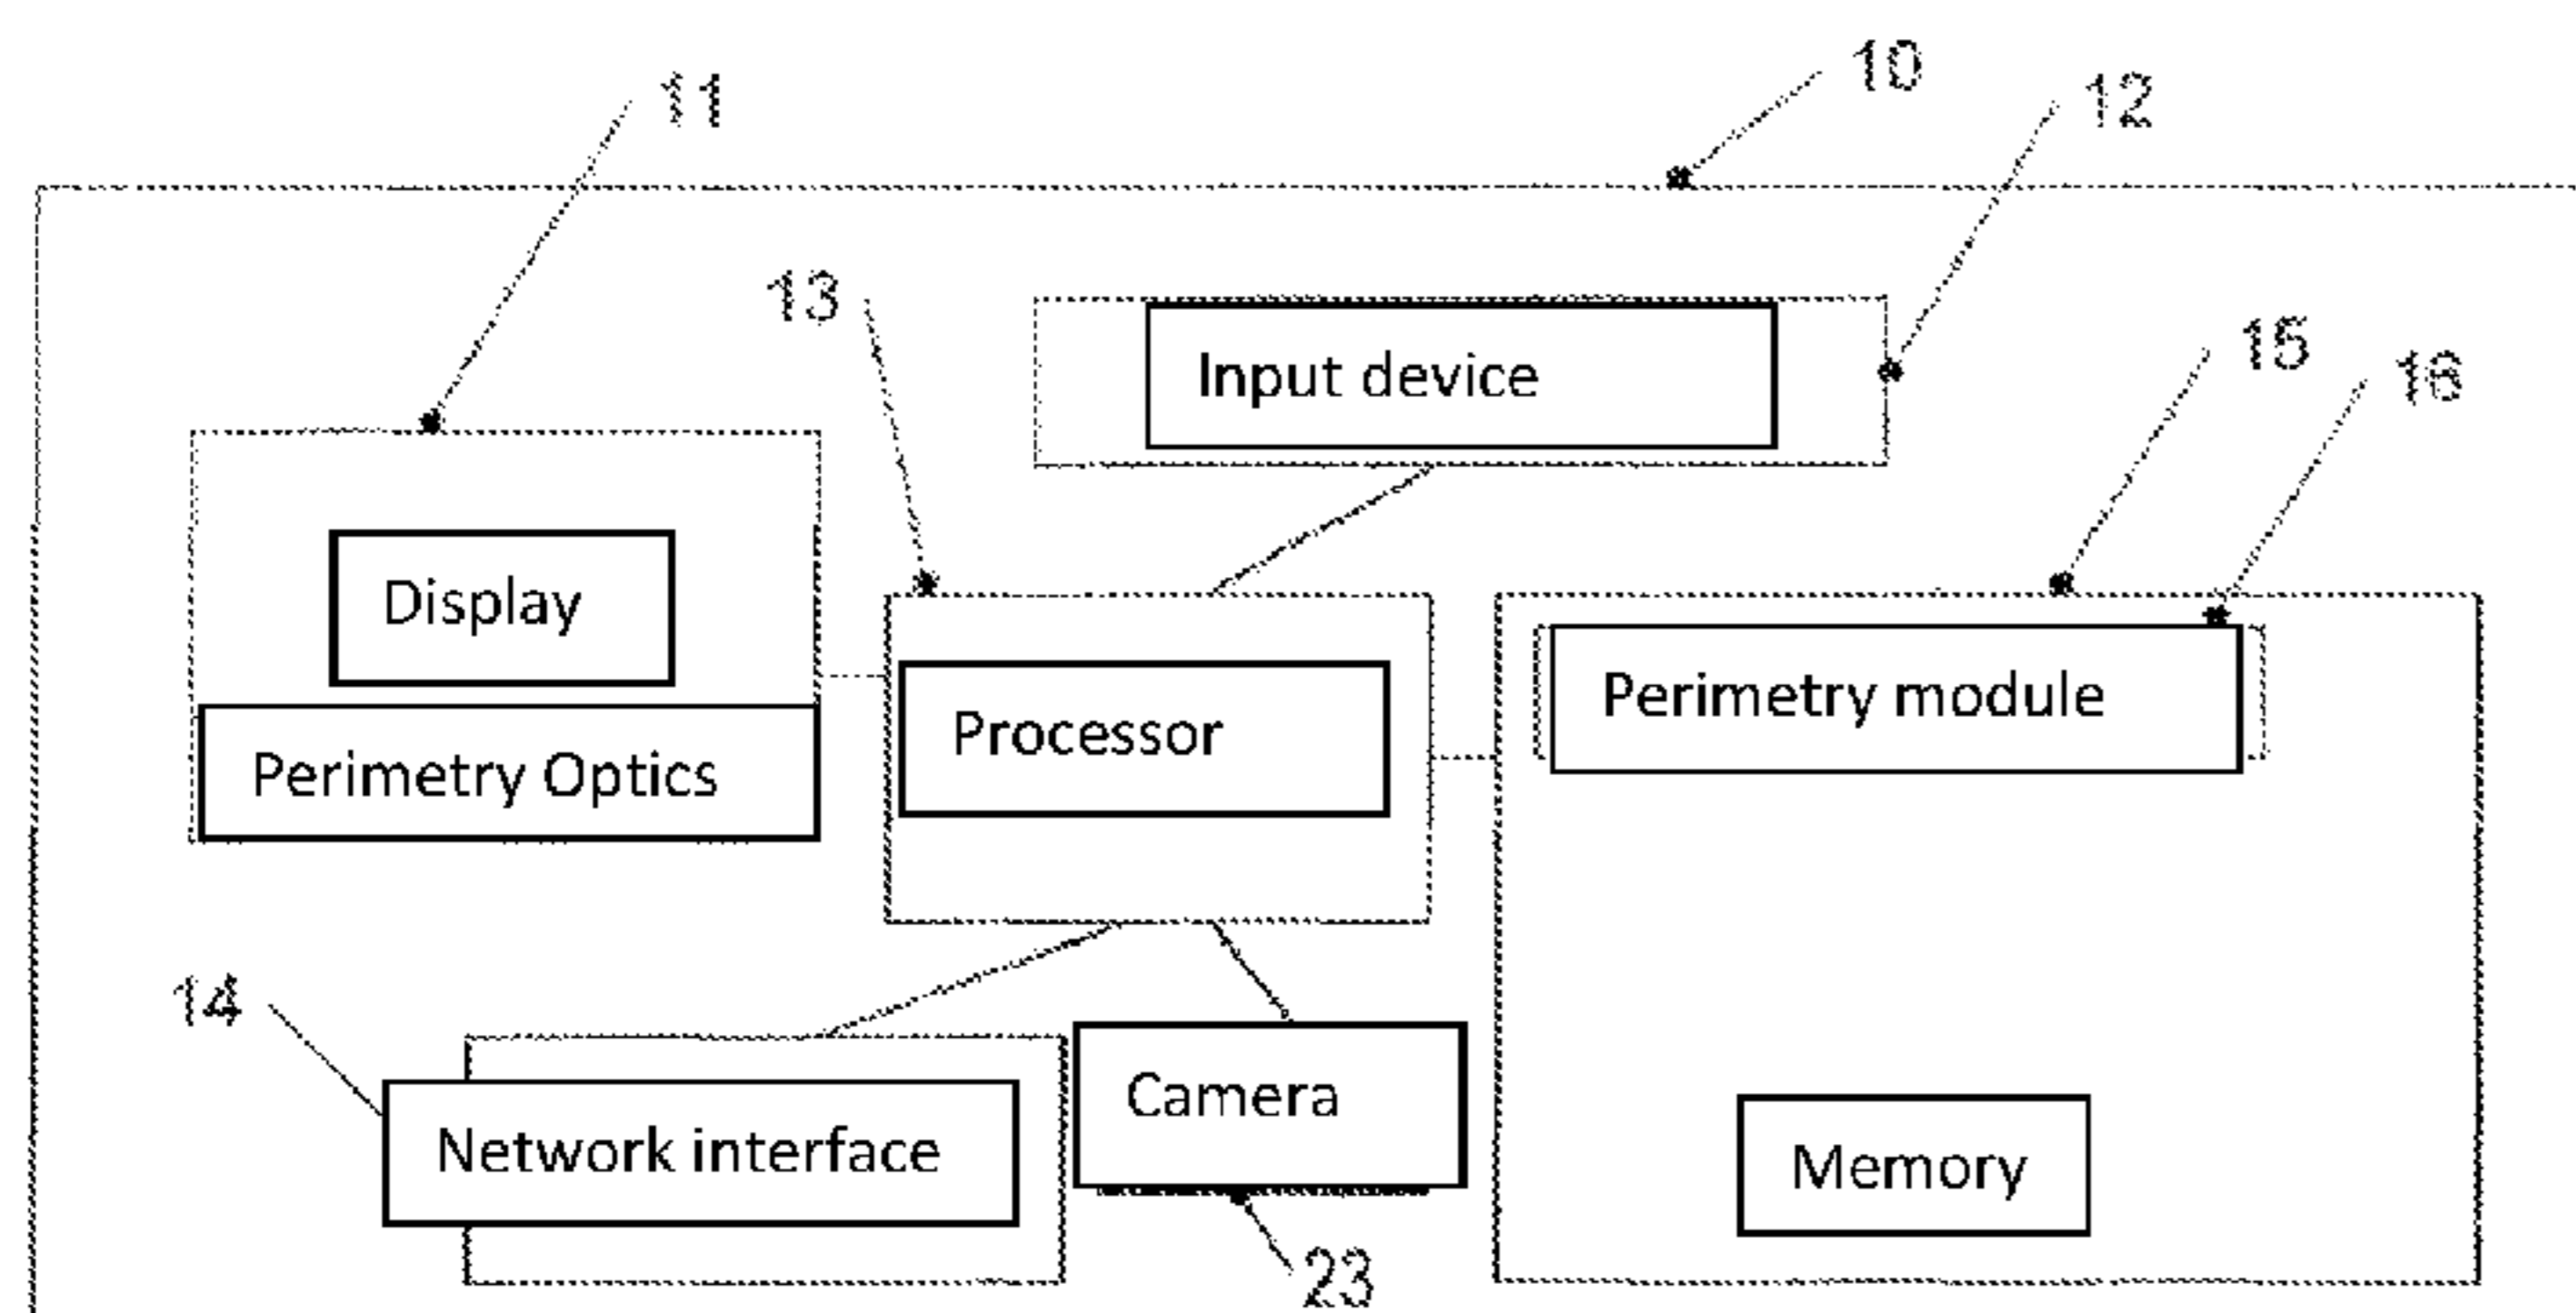 10
11
12
13
Input device
15
16
Display
Perimetry module
Processor
Perimetry Optics
14
Camera
Network interface
Memory
23